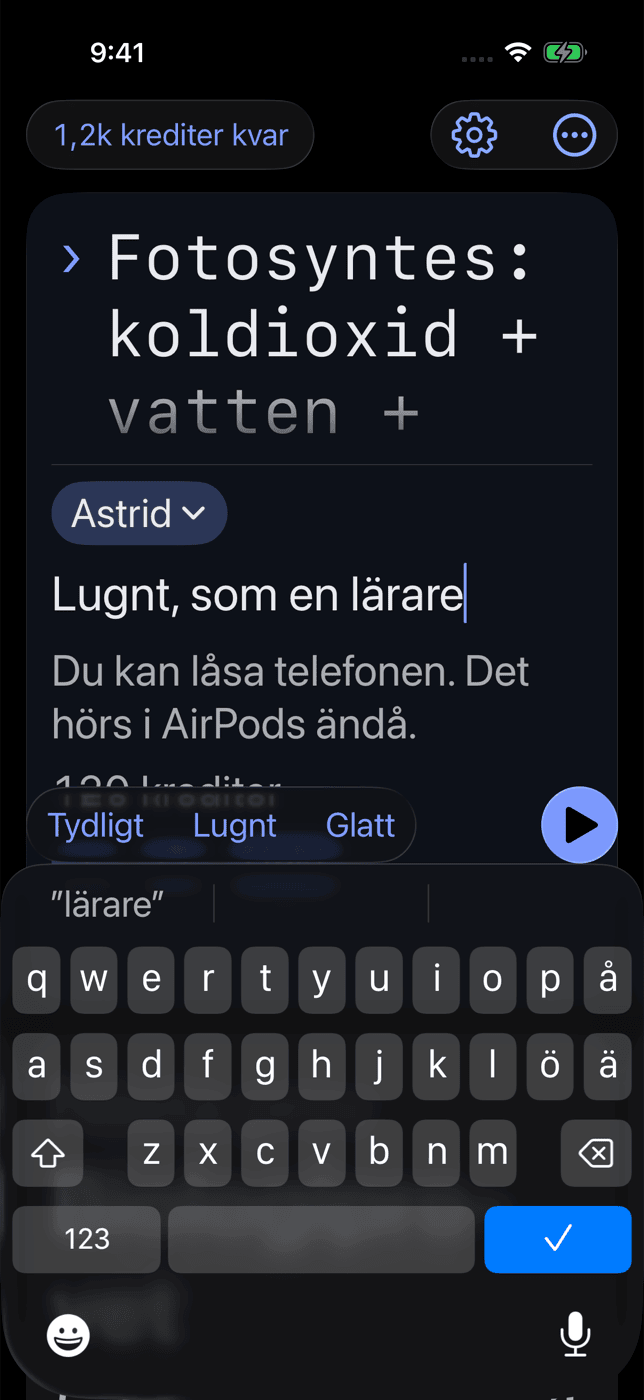 9:41
1,2k krediter kvar
Fotosyntes:
koldioxid +
vatten +
Astrid
Lugnt, som en lärare
Du kan låsa telefonen. Det
hörs i AirPods ändå.
Tydligt Lugnt Glatt
”lärare”
q w e r t y u i o p å
a s d f g h j k l ö ä
z x c v b n m
123